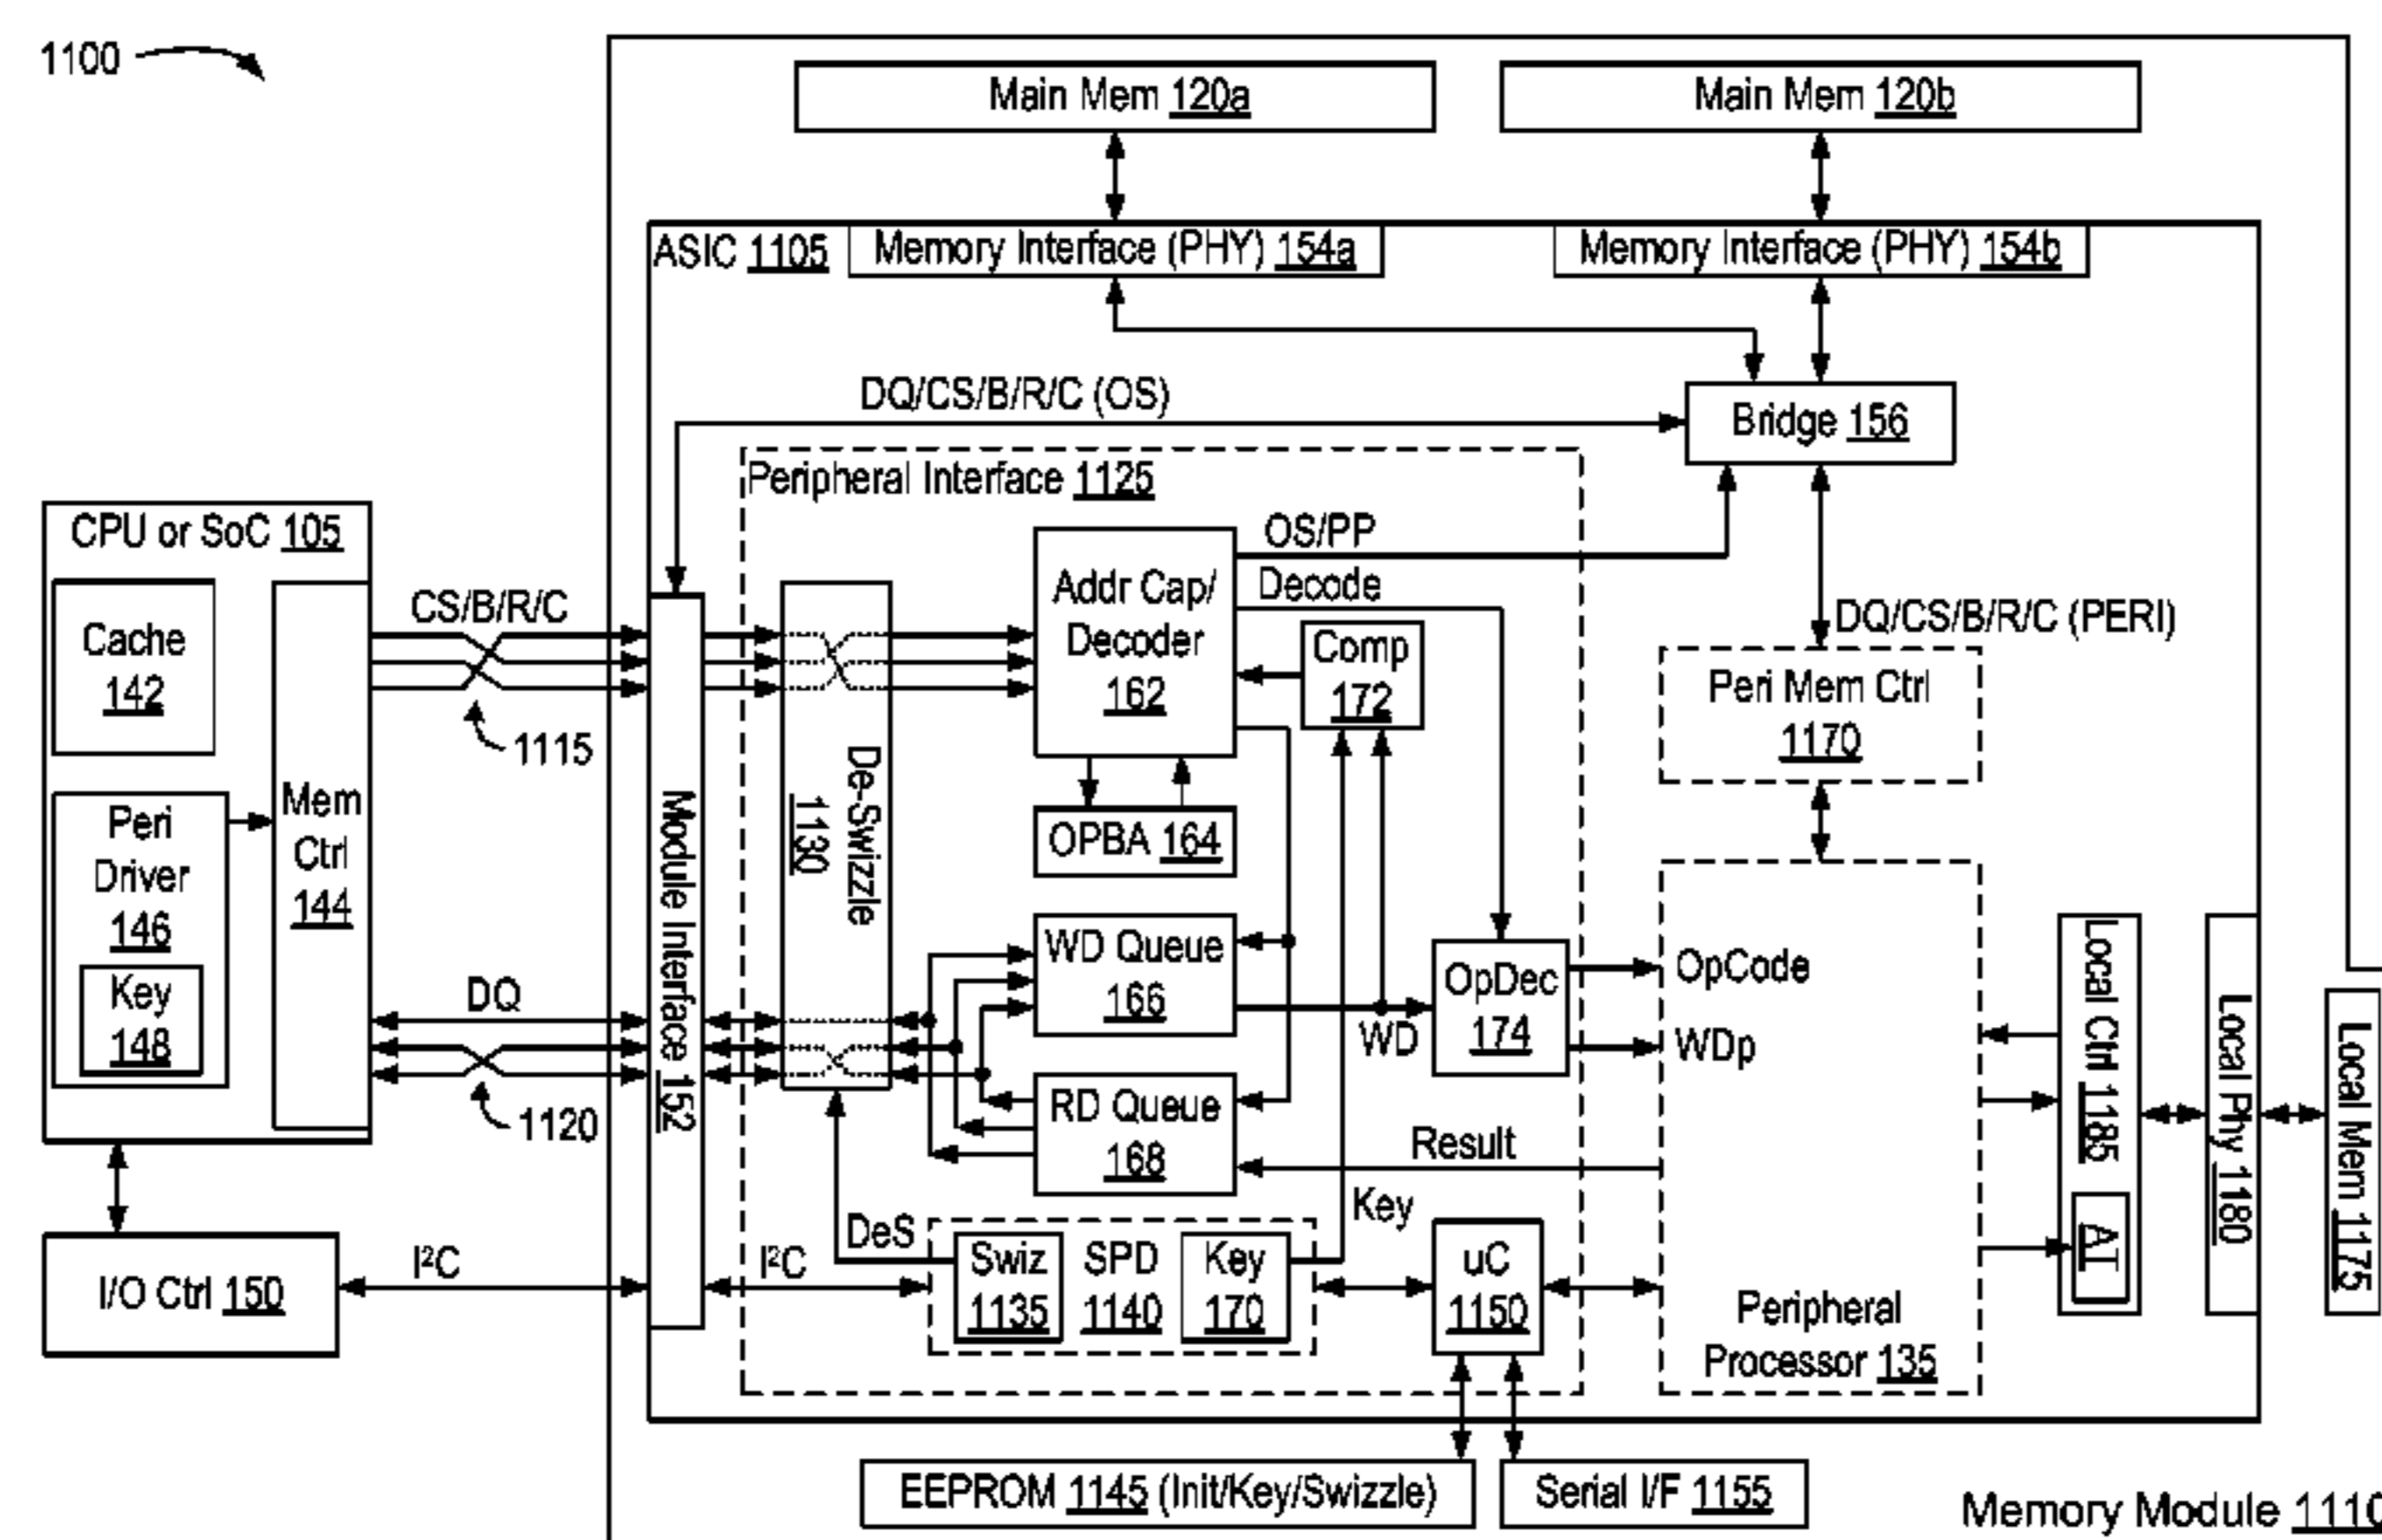 1100
Main Mem 120a
Main Mem 120b
ASIC 1105
Memory Interface (PHY) 154a
Memory Interface (PHY) 154b
DQ/CS/B/R/C (OS)
Bridge 156
Peripheral Interface 1125
CPU or SoC 105
Cache
142
CS/B/R/C
1115
Peri
Driver
146
Key
148
Mem
Ctrl
144
DQ
1120
Module Interface 152
De-Swizzle
1130
Addr Cap/
Decoder
162
OS/PP
Decode
Comp
172
OPBA 164
WD Queue
166
WD
RD Queue
168
OpDec
174
OpCode
WDp
Result
Key
DQ/CS/B/R/C (PERI)
Peri Mem Ctrl
1170
Peripheral
Processor 135
Local Ctrl 1185
AT
Local Phy 1180
Local Mem 1175
I/O Ctrl 150
I²C
I²C
DeS
Swiz
1135
SPD
1140
Key
170
uC
1150
EEPROM 1145 (Init/Key/Swizzle)
Serial I/F 1155
Memory Module 1110